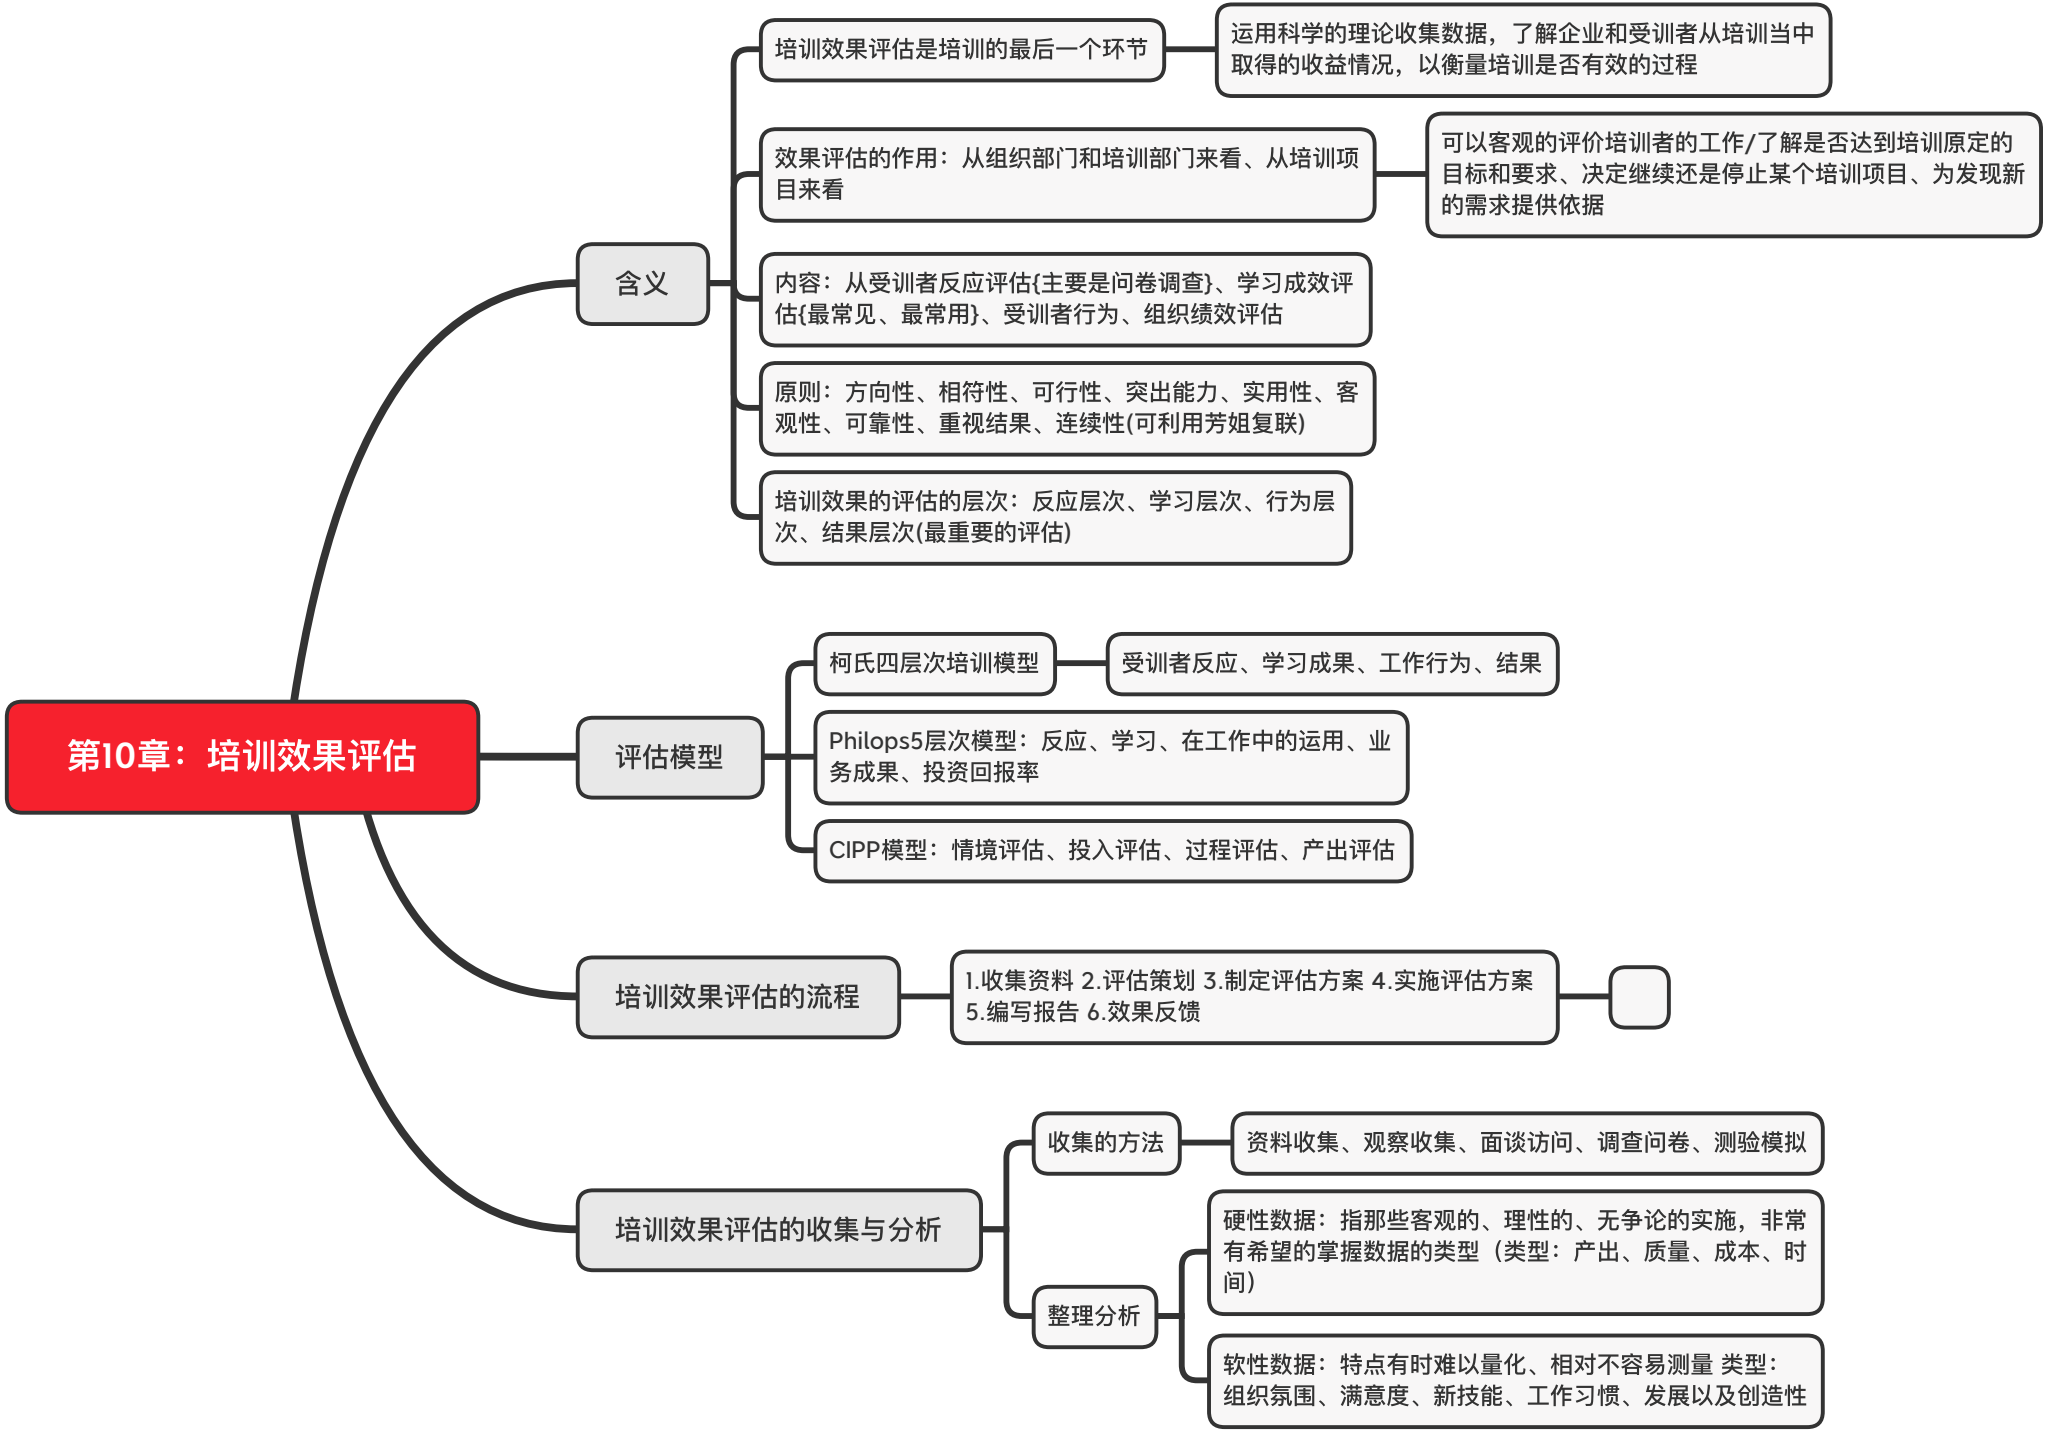 第10章：培训效果评估
含义
培训效果评估是培训的最后一个环节
运用科学的理论收集数据，了解企业和受训者从培训当中
取得的收益情况，以衡量培训是否有效的过程
效果评估的作用：从组织部门和培训部门来看、从培训项
目来看
可以客观的评价培训者的工作/了解是否达到培训原定的
目标和要求、决定继续还是停止某个培训项目、为发现新
的需求提供依据
内容：从受训者反应评估{主要是问卷调查}、学习成效评
估{最常见、最常用}、受训者行为、组织绩效评估
原则：方向性、相符性、可行性、突出能力、实用性、客
观性、可靠性、重视结果、连续性(可利用芳姐复联)
培训效果的评估的层次：反应层次、学习层次、行为层
次、结果层次(最重要的评估)
评估模型
柯氏四层次培训模型
受训者反应、学习成果、工作行为、结果
Philops5层次模型：反应、学习、在工作中的运用、业
务成果、投资回报率
CIPP模型：情境评估、投入评估、过程评估、产出评估
培训效果评估的流程
1.收集资料 2.评估策划 3.制定评估方案 4.实施评估方案
5.编写报告 6.效果反馈
培训效果评估的收集与分析
收集的方法
资料收集、观察收集、面谈访问、调查问卷、测验模拟
整理分析
硬性数据：指那些客观的、理性的、无争论的实施，非常
有希望的掌握数据的类型（类型：产出、质量、成本、时
间）
软性数据：特点有时难以量化、相对不容易测量 类型：
组织氛围、满意度、新技能、工作习惯、发展以及创造性